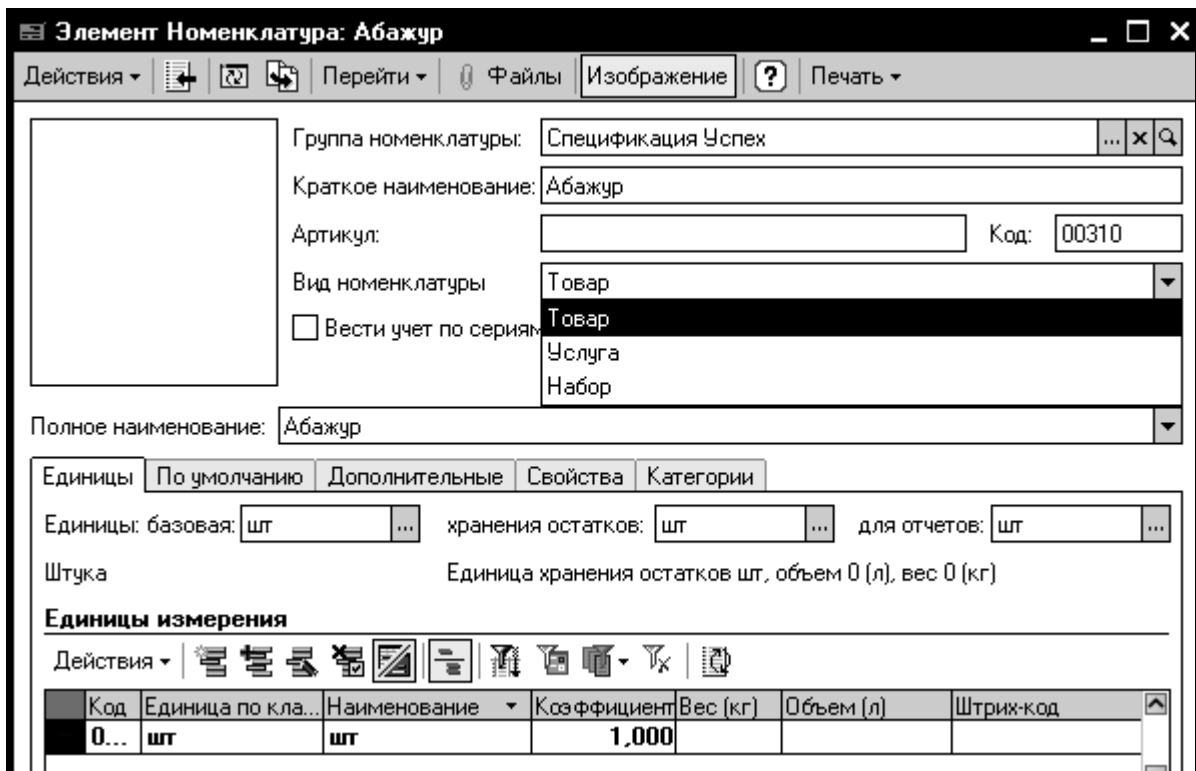 Элемент Номенклатура: Абажур
Действия Перейти Файлы Изображение ? Печать
Группа номенклатуры: Спецификация Успех ...
Краткое наименование: Абажур
Артикул: Код: 00310
Вид номенклатуры Товар
Вести учет по сериям Товар
Услуга
Набор
Полное наименование: Абажур
Единицы По умолчанию Дополнительные Свойства Категории
Единицы: базовая: шт ... хранения остатков: шт ... для отчетов: шт ...
Штука Единица хранения остатков шт, объем 0 (л), вес 0 (кг)
Единицы измерения
Действия
Код Единица по кла... Наименование Коэффициент Вес (кг) Объем (л) Штрих-код
0... шт шт 1,000